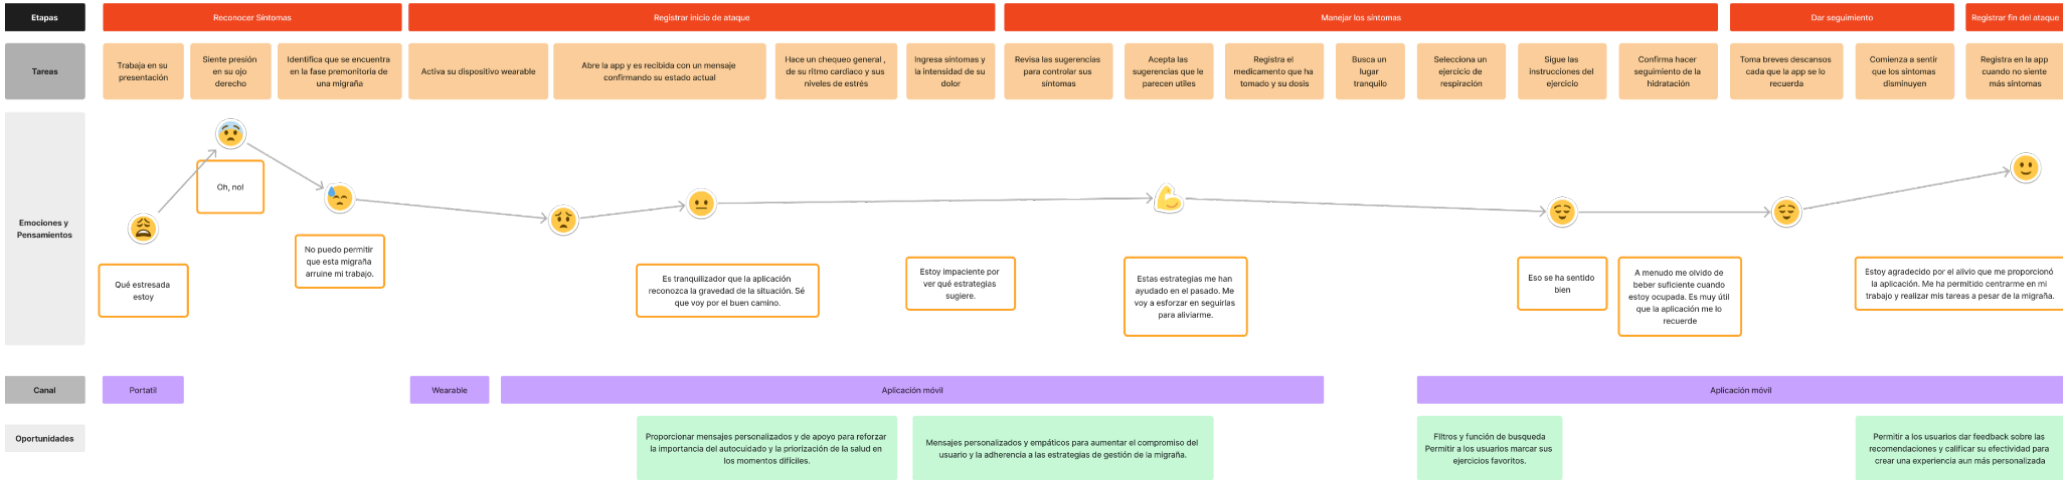 Etapas
Reconocer Síntomas
Registrar inicio de ataque
Manejar los síntomas
Dar seguimiento
Registrar fin del ataque
Tareas
Trabaja en su
presentación
Siente presión
en su ojo
derecho
Identifica que se encuentra
en la fase premonitoria de
una migraña
Activa su dispositivo wearable
Abre la app y es recibida con un mensaje
confirmando su estado actual
Hace un chequeo general ,
de su ritmo cardiaco y sus
niveles de estrés
Ingresa síntomas y
la intensidad de su
dolor
Revisa las sugerencias
para controlar sus
síntomas
Acepta las
sugerencias que le
parecen utiles
Registra el
medicamento que ha
tomado y su dosis
Busca un
lugar
tranquilo
Selecciona un
ejercicio de
respiración
Sigue las
instrucciones del
ejercicio
Confirma hacer
seguimiento de la
hidratación
Toma breves descansos
cada que la app se lo
recuerda
Comienza a sentir
que los síntomas
disminuyen
Registra en la app
cuando no siente
más síntomas
Emociones y
Pensamientos
Qué estresada
estoy
Oh, no!
No puedo permitir
que esta migraña
arruine mi trabajo.
Es tranquilizador que la aplicación
reconozca la gravedad de la situación. Sé
que voy por el buen camino.
Estoy impaciente por
ver qué estrategias
sugiere.
Estas estrategias me han
ayudado en el pasado. Me
voy a esforzar en seguirlas
para aliviarme.
Eso se ha sentido
bien
A menudo me olvido de
beber suficiente cuando
estoy ocupada. Es muy útil
que la aplicación me lo
recuerde
Estoy agradecido por el alivio que me proporcionó
la aplicación. Me ha permitido centrarme en mi
trabajo y realizar mis tareas a pesar de la migraña.
Canal
Portatil
Wearable
Aplicación móvil
Aplicación móvil
Oportunidades
Proporcionar mensajes personalizados y de apoyo para reforzar
la importancia del autocuidado y la priorización de la salud en
los momentos difíciles.
Mensajes personalizados y empáticos para aumentar el compromiso del
usuario y la adherencia a las estrategias de gestión de la migraña.
Filtros y función de busqueda
Permitir a los usuarios marcar sus
ejercicios favoritos.
Permitir a los usuarios dar feedback sobre las
recomendaciones y calificar su efectividad para
crear una experiencia aun más personalizada